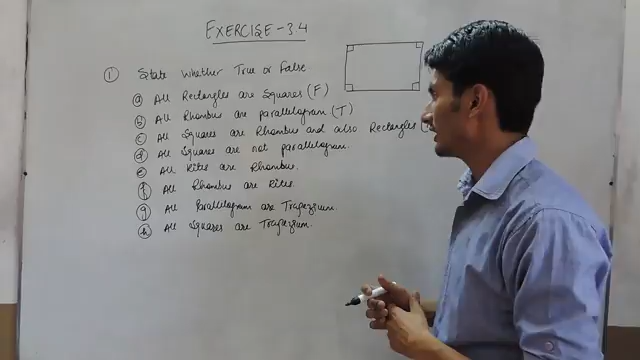 EXERCISE - 3.4
① State Whether True or False.
ⓐ All Rectangles are Squares (F)
ⓑ All Rhombus are parallelogram (T)
ⓒ All Squares are Rhombus and also Rectangles (
ⓓ All Squares are not parallelogram.
ⓔ All Kites are Rhombus.
ⓕ All Rhombus are Kites.
ⓖ All Parallelogram are Trapezium.
ⓗ All Squares are Trapezium.